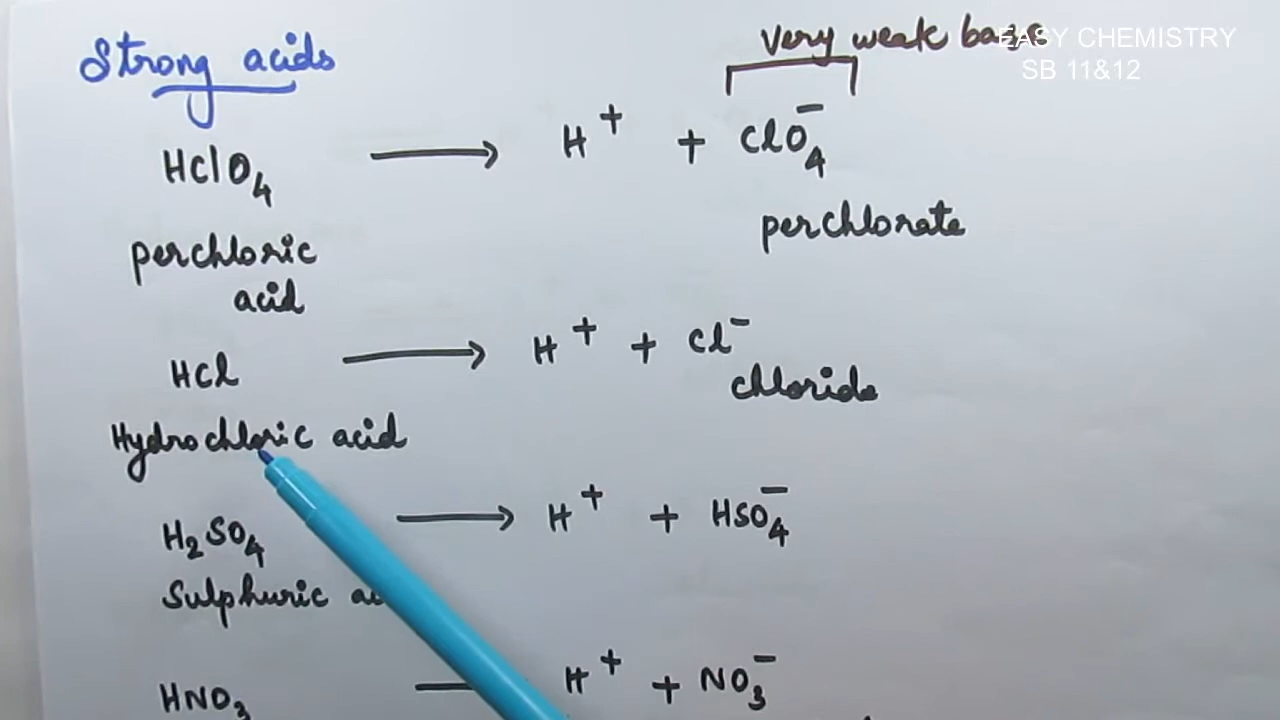 Strong acids
very weak base
EASY CHEMISTRY
SB 11&12
HClO₄ ⟶ H⁺ + ClO₄⁻
perchloric acid
perchlorate
HCl ⟶ H⁺ + Cl⁻
chloride
Hydrochloric acid
H₂SO₄ ⟶ H⁺ + HSO₄⁻
Sulphuric
HNO₃ ⟶ H⁺ + NO₃⁻